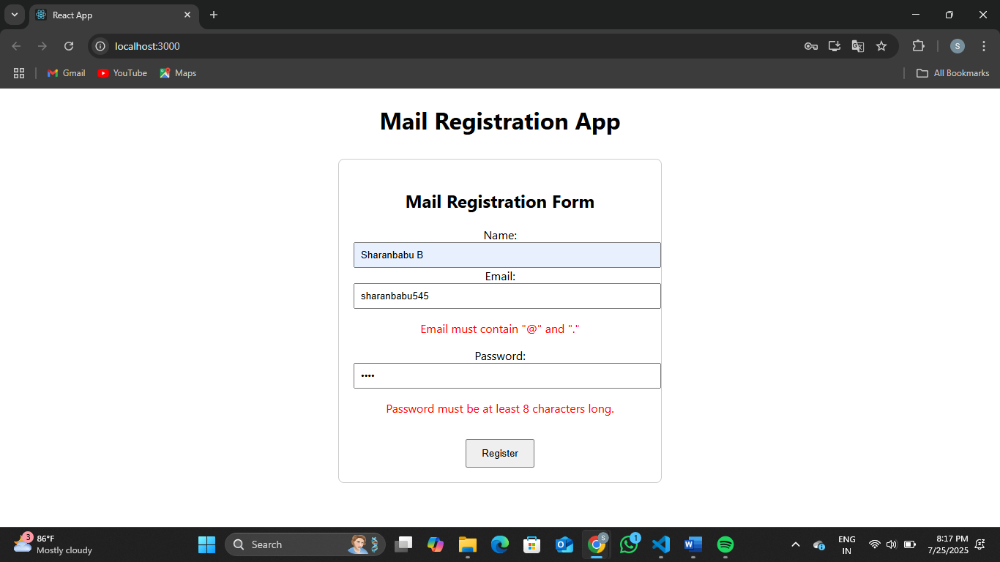 React App
localhost:3000
S
Gmail
YouTube
Maps
All Bookmarks
Mail Registration App
Mail Registration Form
Name:
Sharanbabu B
Email:
sharanbabu545
Email must contain "@" and "."
Password:
••••
Password must be at least 8 characters long.
Register
3
86°F
Mostly cloudy
Search
S
1
ENG
IN
8:17 PM
7/25/2025